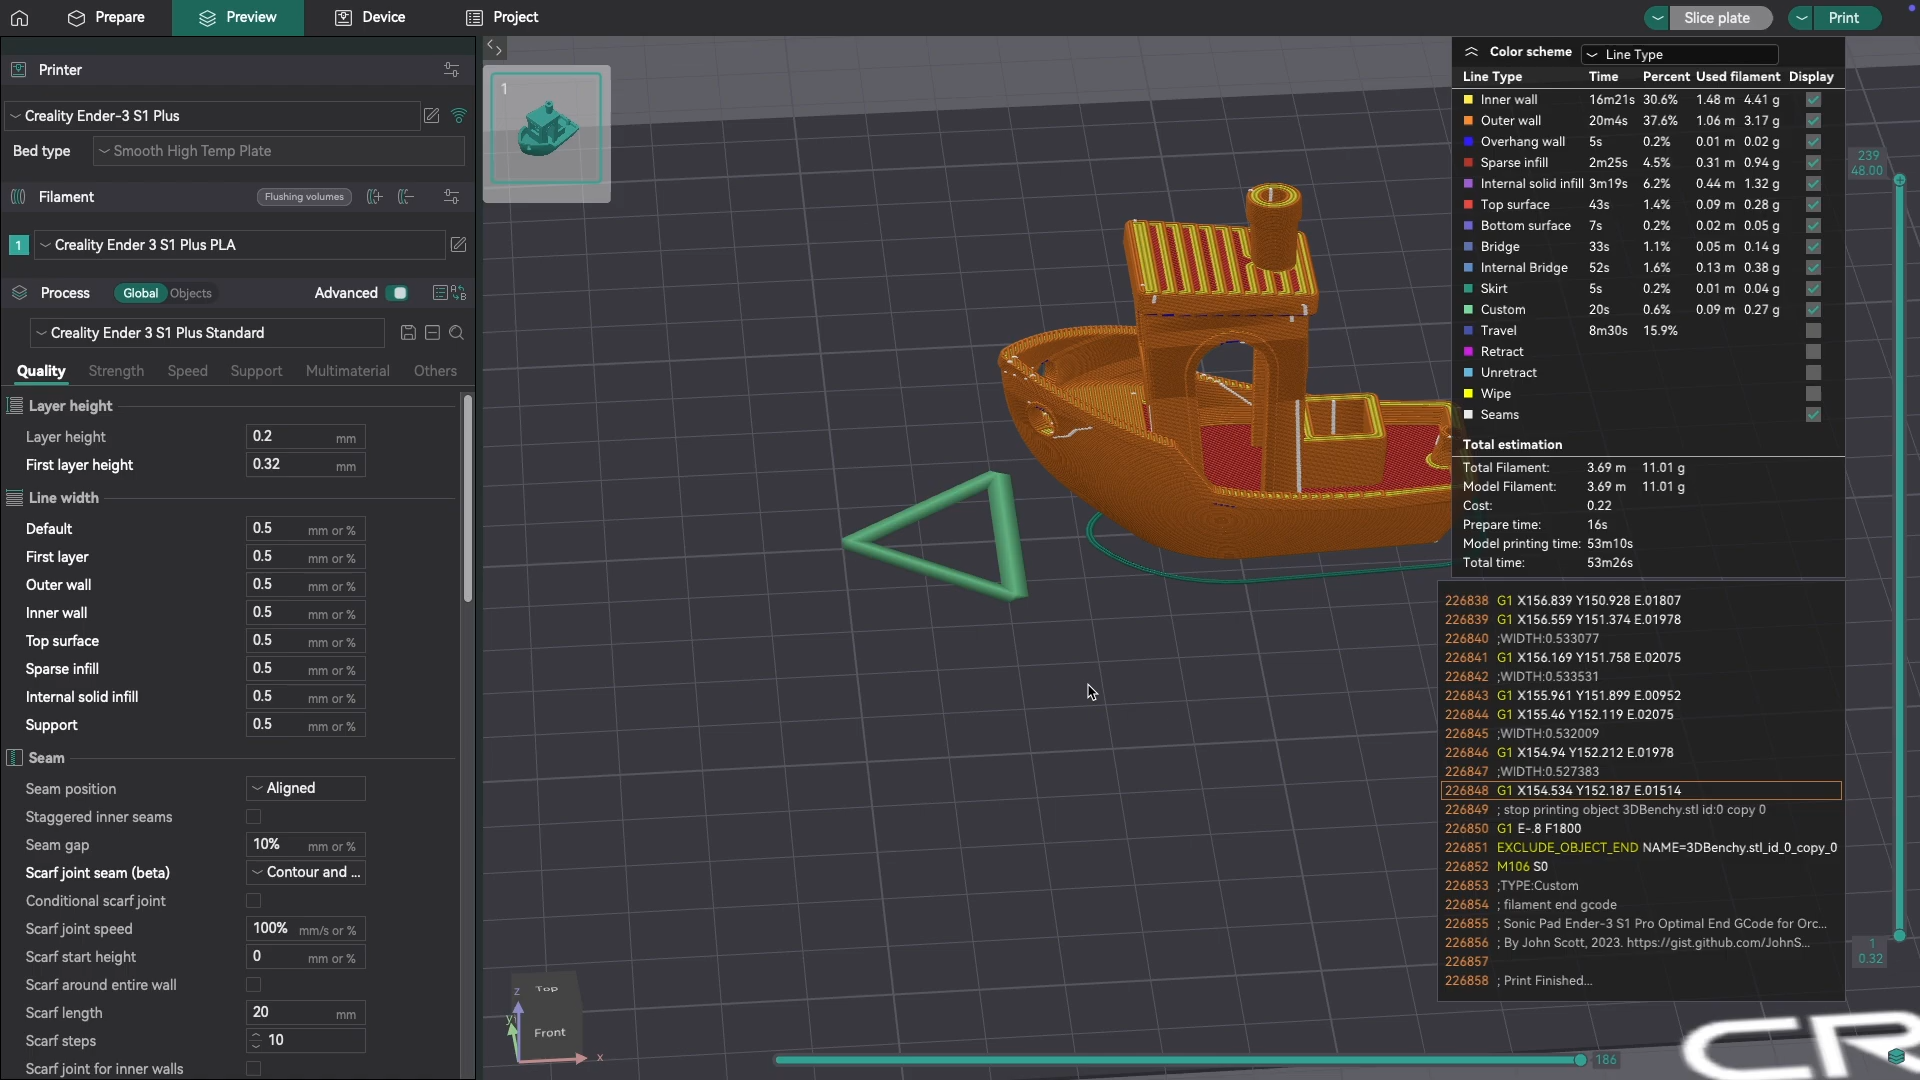 Prepare
Preview
Device
Project
Slice plate
Print
Printer
Creality Ender-3 S1 Plus
Bed type
Smooth High Temp Plate
Filament
Flushing volumes
1
Creality Ender 3 S1 Plus PLA
Process
Global
Objects
Advanced
Creality Ender 3 S1 Plus Standard
Quality
Strength
Speed
Support
Multimaterial
Others
Layer height
Layer height 0.2 mm
First layer height 0.32 mm
Line width
Default 0.5 mm or %
First layer 0.5 mm or %
Outer wall 0.5 mm or %
Inner wall 0.5 mm or %
Top surface 0.5 mm or %
Sparse infill 0.5 mm or %
Internal solid infill 0.5 mm or %
Support 0.5 mm or %
Seam
Seam position Aligned
Staggered inner seams
Seam gap 10% mm or %
Scarf joint seam (beta) Contour and ...
Conditional scarf joint
Scarf joint speed 100% mm/s or %
Scarf start height 0 mm or %
Scarf around entire wall
Scarf length 20 mm
Scarf steps 10
Scarf joint for inner walls
1
Top
Front
z
y
x
186
Color scheme Line Type
Line Type Time Percent Used filament Display
Inner wall 16m21s 30.6% 1.48 m 4.41 g
Outer wall 20m4s 37.6% 1.06 m 3.17 g
Overhang wall 5s 0.2% 0.01 m 0.02 g
Sparse infill 2m25s 4.5% 0.31 m 0.94 g
Internal solid infill 3m19s 6.2% 0.44 m 1.32 g
Top surface 43s 1.4% 0.09 m 0.28 g
Bottom surface 7s 0.2% 0.02 m 0.05 g
Bridge 33s 1.1% 0.05 m 0.14 g
Internal Bridge 52s 1.6% 0.13 m 0.38 g
Skirt 5s 0.2% 0.01 m 0.04 g
Custom 20s 0.6% 0.09 m 0.27 g
Travel 8m30s 15.9%
Retract
Unretract
Wipe
Seams
Total estimation
Total Filament: 3.69 m 11.01 g
Model Filament: 3.69 m 11.01 g
Cost: 0.22
Prepare time: 16s
Model printing time: 53m10s
Total time: 53m26s
239
48.00
226838 G1 X156.839 Y150.928 E.01807
226839 G1 X156.559 Y151.374 E.01978
226840 ;WIDTH:0.533077
226841 G1 X156.169 Y151.758 E.02075
226842 ;WIDTH:0.533531
226843 G1 X155.961 Y151.899 E.00952
226844 G1 X155.46 Y152.119 E.02075
226845 ;WIDTH:0.532009
226846 G1 X154.94 Y152.212 E.01978
226847 ;WIDTH:0.527383
226848 G1 X154.534 Y152.187 E.01514
226849 ; stop printing object 3DBenchy.stl id:0 copy 0
226850 G1 E-.8 F1800
226851 EXCLUDE_OBJECT_END NAME=3DBenchy.stl_id_0_copy_0
226852 M106 S0
226853 ;TYPE:Custom
226854 ; filament end gcode
226855 ; Sonic Pad Ender-3 S1 Pro Optimal End GCode for Orc...
226856 ; By John Scott, 2023. https://gist.github.com/JohnS...
226857
226858 ; Print Finished...
1
0.32
CR